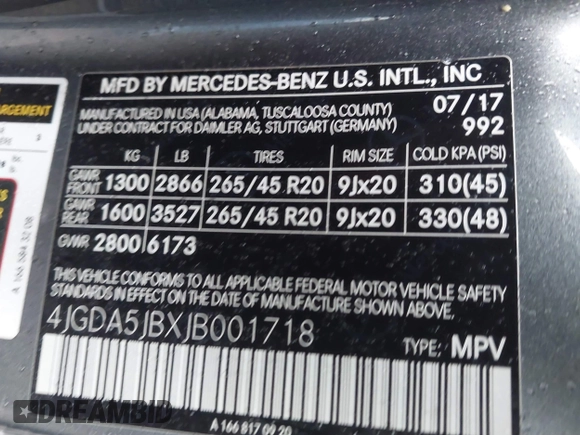 MFD BY MERCEDES-BENZ U.S. INTL., INC
MANUFACTURED IN USA (ALABAMA, TUSCALOOSA COUNTY) 07/17
UNDER CONTRACT FOR DAIMLER AG, STUTTGART (GERMANY) 992
KG LB TIRES RIM SIZE COLD KPA (PSI)
GAWR FRONT 1300 2866 265/45 R20 9Jx20 310(45)
GAWR REAR 1600 3527 265/45 R20 9Jx20 330(48)
GVWR 2800 6173
THIS VEHICLE CONFORMS TO ALL APPLICABLE FEDERAL MOTOR VEHICLE SAFETY
STANDARDS IN EFFECT ON THE DATE OF MANUFACTURE SHOWN ABOVE.
4JGDA5JBXJB001718
TYPE: MPV
A 166 817 09 20
A 166 584 32 08
DREAMBID